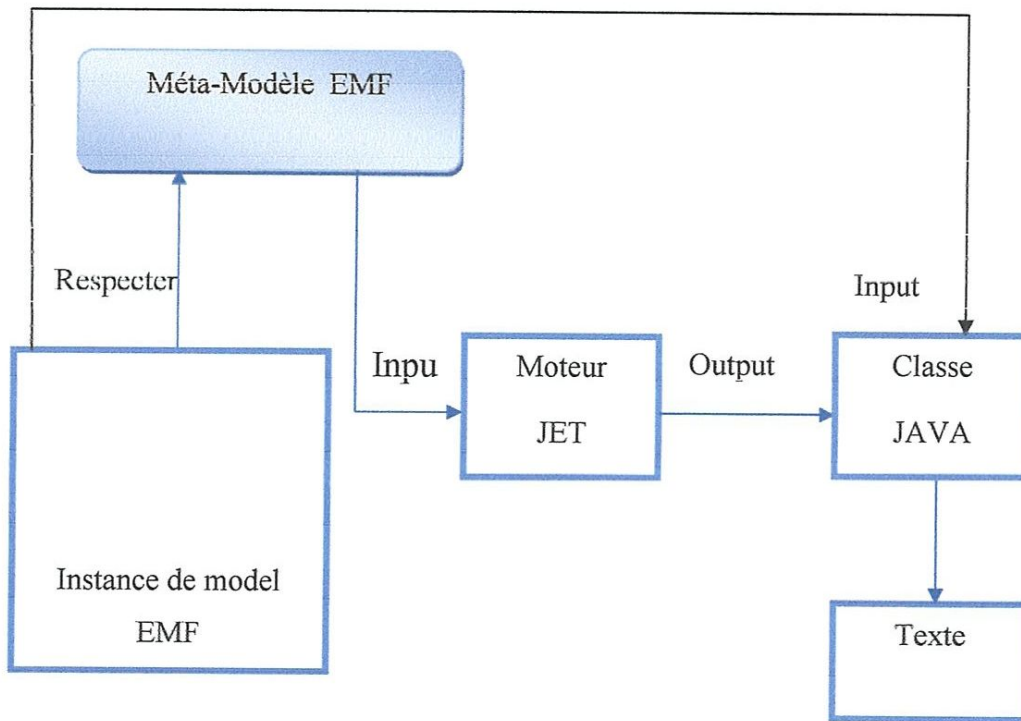 Méta-Modèle EMF
Respecter
Input
Inpu
Moteur
JET
Output
Classe
JAVA
Instance de model
EMF
Texte